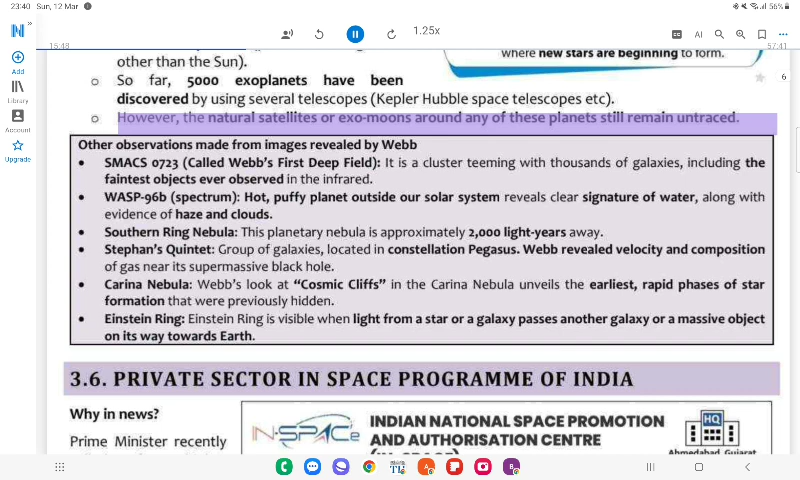 23:40 Sun, 12 Mar
56%
1.25x
AI
15:48
57:41
Add
Library
Account
Upgrade
other than the Sun).
where new stars are beginning to form.
o So far, 5000 exoplanets have been
discovered by using several telescopes (Kepler Hubble space telescopes etc).
6
o However, the natural satellites or exo-moons around any of these planets still remain untraced.
Other observations made from images revealed by Webb
• SMACS 0723 (Called Webb's First Deep Field): It is a cluster teeming with thousands of galaxies, including the
faintest objects ever observed in the infrared.
• WASP-96b (spectrum): Hot, puffy planet outside our solar system reveals clear signature of water, along with
evidence of haze and clouds.
• Southern Ring Nebula: This planetary nebula is approximately 2,000 light-years away.
• Stephan's Quintet: Group of galaxies, located in constellation Pegasus. Webb revealed velocity and composition
of gas near its supermassive black hole.
• Carina Nebula: Webb's look at "Cosmic Cliffs" in the Carina Nebula unveils the earliest, rapid phases of star
formation that were previously hidden.
• Einstein Ring: Einstein Ring is visible when light from a star or a galaxy passes another galaxy or a massive object
on its way towards Earth.
3.6. PRIVATE SECTOR IN SPACE PROGRAMME OF INDIA
Why in news?
Prime Minister recently
IN-SPACe
INDIAN NATIONAL SPACE PROMOTION
AND AUTHORISATION CENTRE
(IN-SPACE)
HQ
Ahmedabad, Gujarat